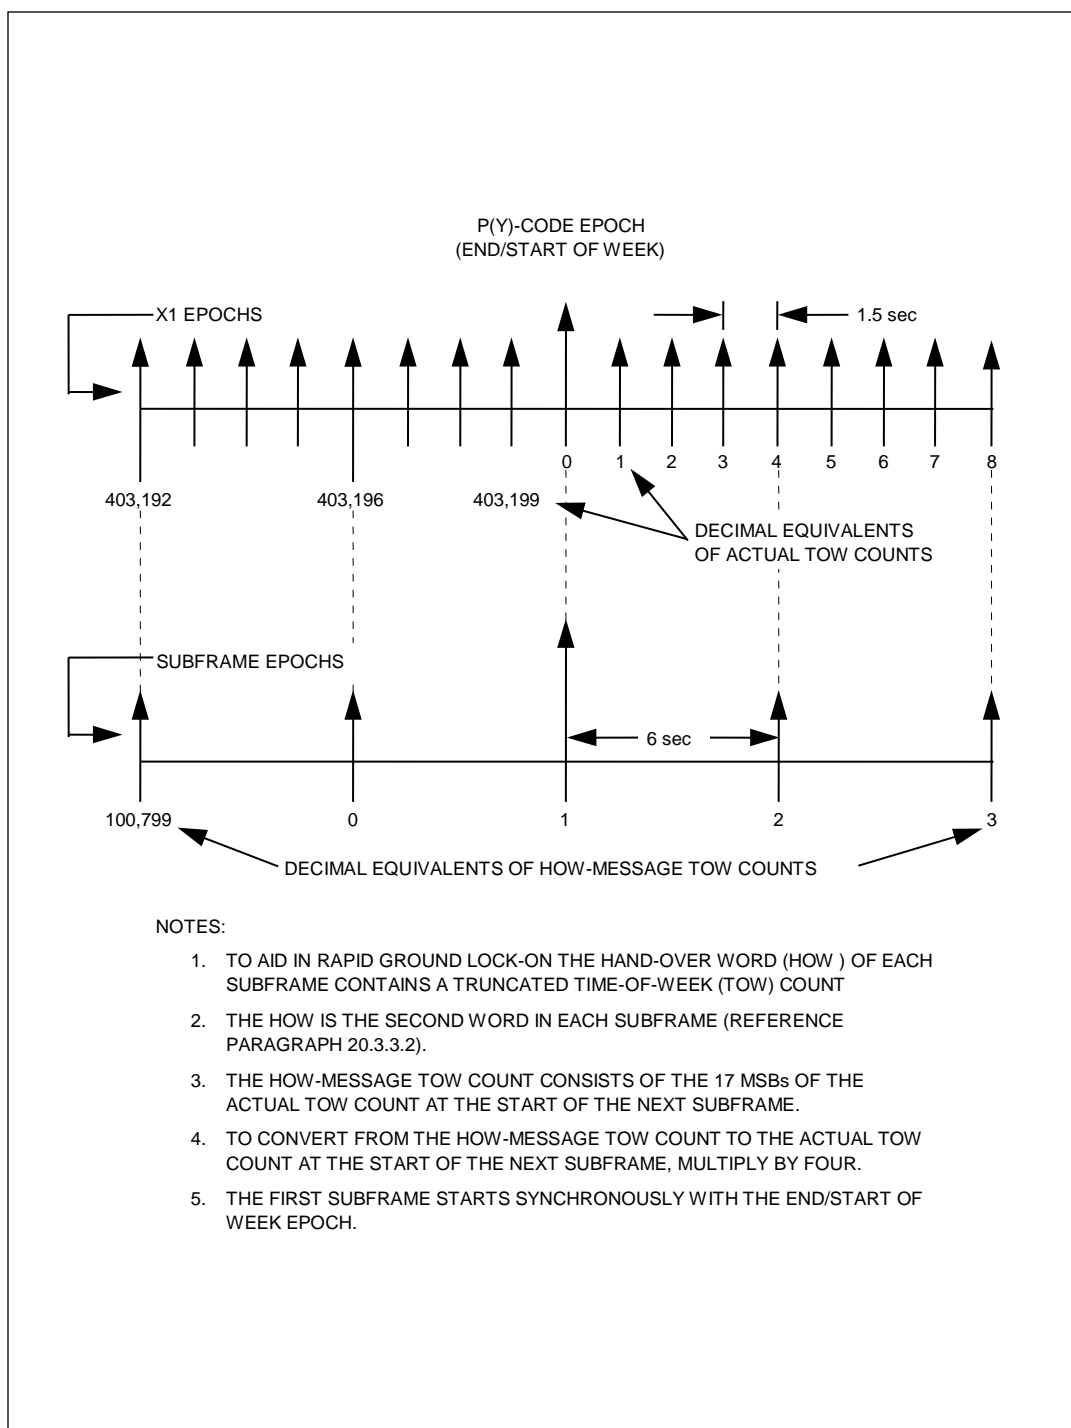 P(Y)-CODE EPOCH
(END/START OF WEEK)
X1 EPOCHS
1.5 sec
0 1 2 3 4 5 6 7 8
403,192 403,196 403,199
DECIMAL EQUIVALENTS
OF ACTUAL TOW COUNTS
SUBFRAME EPOCHS
6 sec
100,799 0 1 2 3
DECIMAL EQUIVALENTS OF HOW-MESSAGE TOW COUNTS
NOTES:
1. TO AID IN RAPID GROUND LOCK-ON THE HAND-OVER WORD (HOW ) OF EACH
SUBFRAME CONTAINS A TRUNCATED TIME-OF-WEEK (TOW) COUNT
2. THE HOW IS THE SECOND WORD IN EACH SUBFRAME (REFERENCE
PARAGRAPH 20.3.3.2).
3. THE HOW-MESSAGE TOW COUNT CONSISTS OF THE 17 MSBs OF THE
ACTUAL TOW COUNT AT THE START OF THE NEXT SUBFRAME.
4. TO CONVERT FROM THE HOW-MESSAGE TOW COUNT TO THE ACTUAL TOW
COUNT AT THE START OF THE NEXT SUBFRAME, MULTIPLY BY FOUR.
5. THE FIRST SUBFRAME STARTS SYNCHRONOUSLY WITH THE END/START OF
WEEK EPOCH.